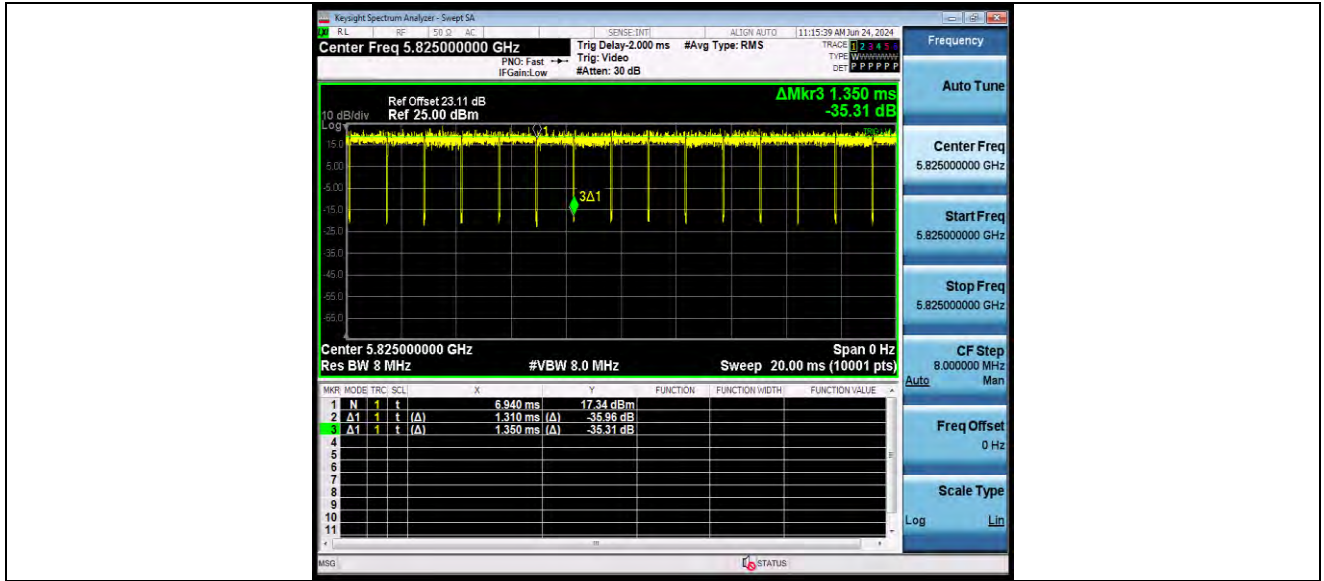 Keysight Spectrum Analyzer - Swept SA
RL RF 50 Ω AC SENSE:INT ALIGN AUTO 11:15:39 AM Jun 24, 2024
Center Freq 5.825000000 GHz
PNO: Fast
IFGain:Low
Trig Delay-2.000 ms
Trig: Video
#Atten: 30 dB
#Avg Type: RMS
TRACE 1 2 3 4 5 6
TYPE
DET P P P P P P
Frequency
ΔMkr3 1.350 ms
-35.31 dB
Ref Offset 23.11 dB
10 dB/div Ref 25.00 dBm
Log
15.0
5.00
-5.00
-15.0
-25.0
-35.0
-45.0
-55.0
-65.0
1
3Δ1
Center 5.825000000 GHz Span 0 Hz
Res BW 8 MHz #VBW 8.0 MHz Sweep 20.00 ms (10001 pts)
MKR MODE TRC SCL X Y FUNCTION FUNCTION WIDTH FUNCTION VALUE
1 N 1 t 6.940 ms 17.34 dBm
2 Δ1 1 t (Δ) 1.310 ms (Δ) -35.96 dB
3 Δ1 1 t (Δ) 1.350 ms (Δ) -35.31 dB
4
5
6
7
8
9
10
11
MSG STATUS
Auto Tune
Center Freq
5.825000000 GHz
Start Freq
5.825000000 GHz
Stop Freq
5.825000000 GHz
CF Step
8.000000 MHz
Auto Man
Freq Offset
0 Hz
Scale Type
Log Lin